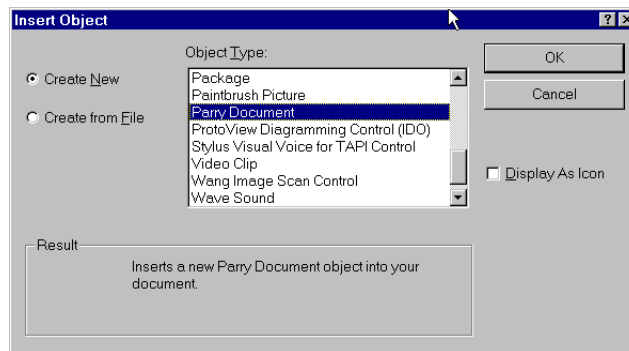 Insert Object
Object Type:
Create New
Create from File
Package
Paintbrush Picture
Parry Document
ProtoView Diagramming Control (IDO)
Stylus Visual Voice for TAPI Control
Video Clip
Wang Image Scan Control
Wave Sound
OK
Cancel
Display As Icon
Result
Inserts a new Parry Document object into your
document.